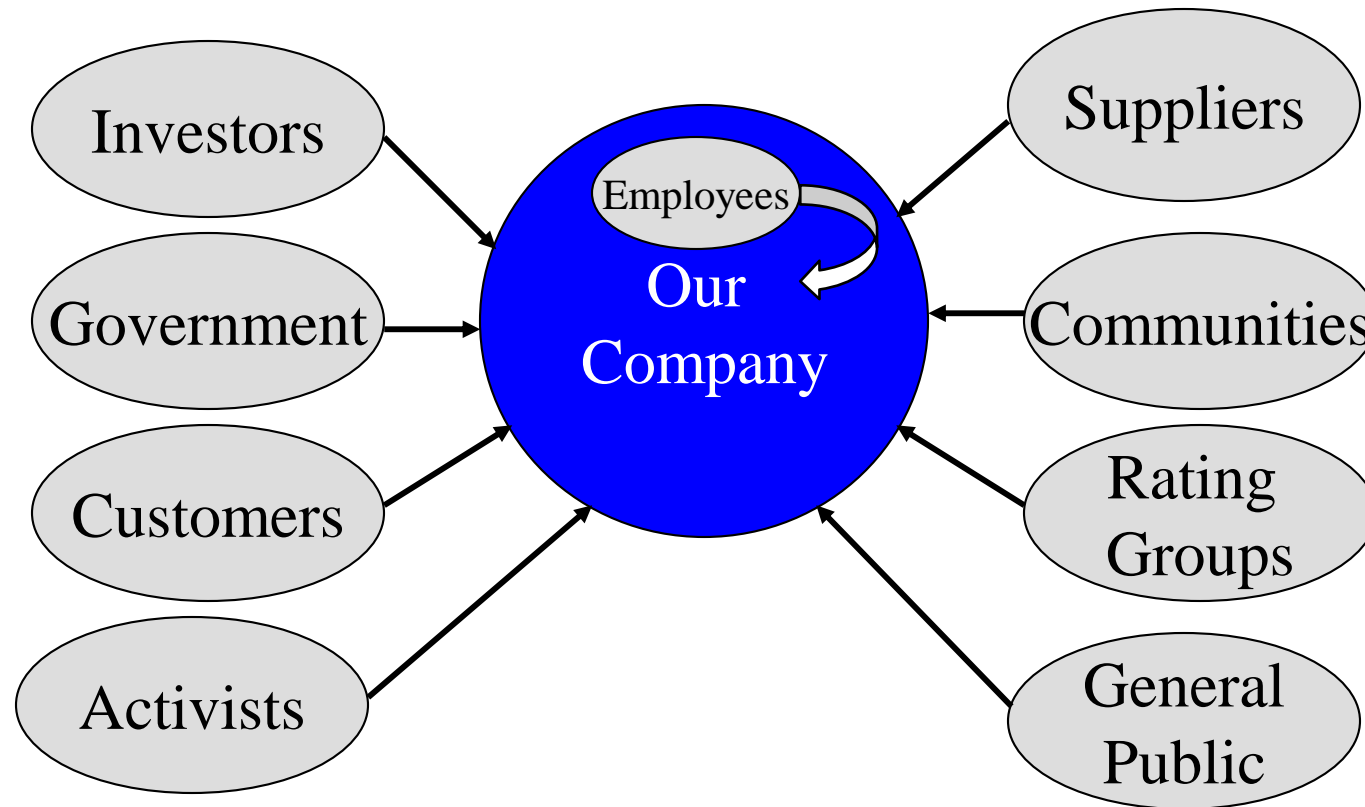 Investors
Government
Customers
Activists
Employees
Our
Company
Suppliers
Communities
Rating
Groups
General
Public